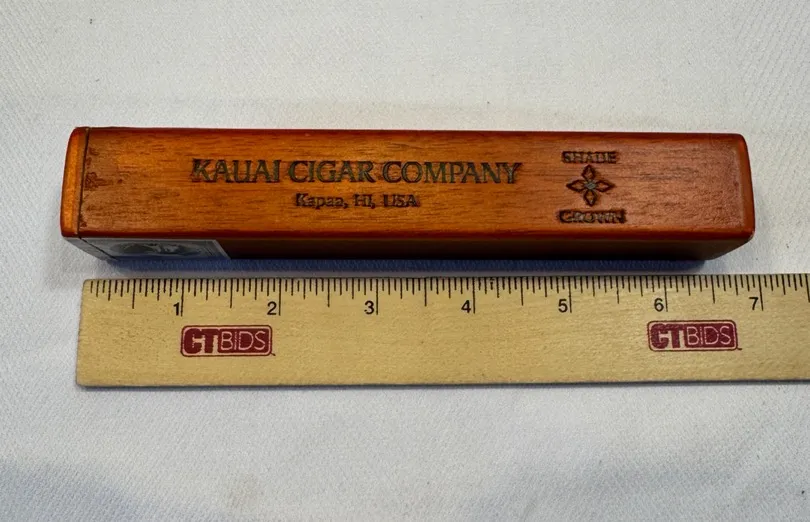 KAUAI CIGAR COMPANY
Kapaa, HI, USA
SHADE
GROWN
1 2 3 4 5 6 7
CTBIDS
CTBIDS